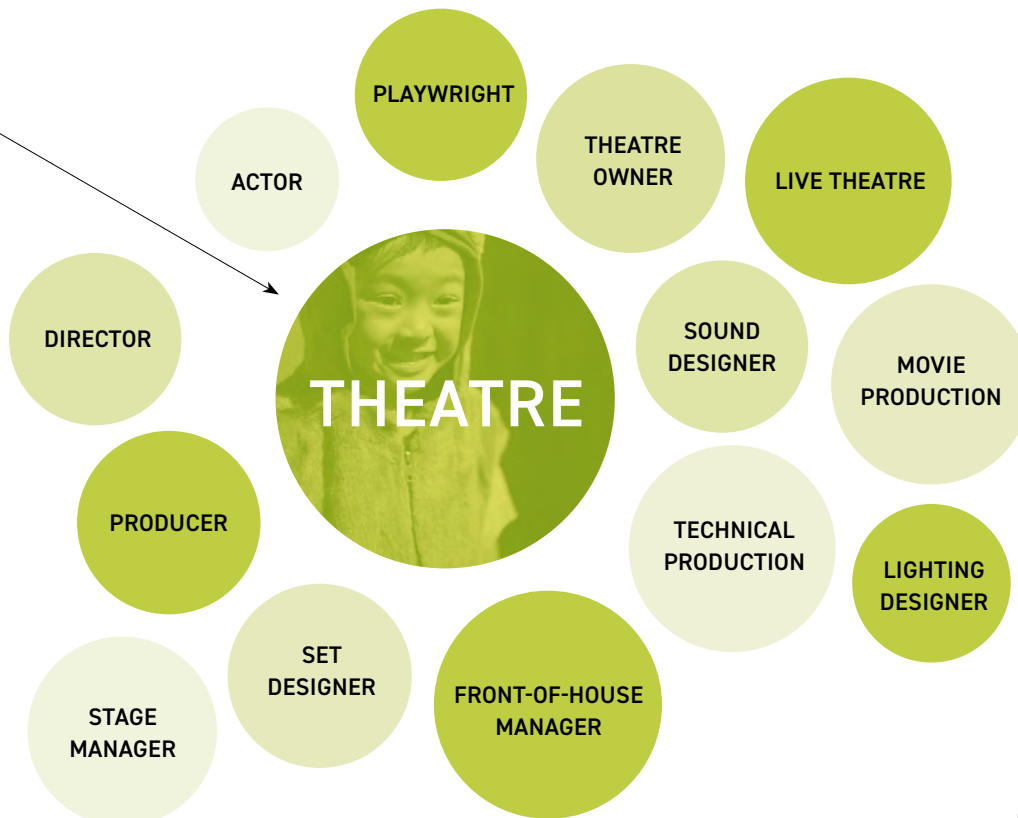 PLAYWRIGHT
THEATRE
OWNER
ACTOR
LIVE THEATRE
DIRECTOR
THEATRE
SOUND
DESIGNER
MOVIE
PRODUCTION
PRODUCER
TECHNICAL
PRODUCTION
LIGHTING
DESIGNER
SET
DESIGNER
FRONT-OF-HOUSE
MANAGER
STAGE
MANAGER